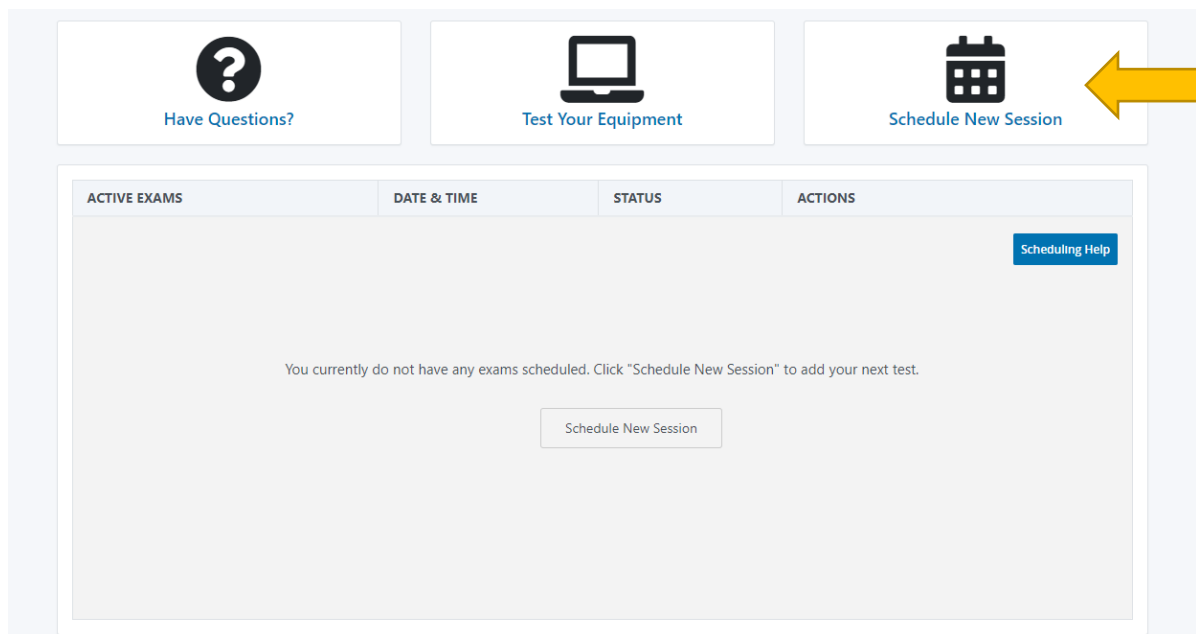 Have Questions?
Test Your Equipment
Schedule New Session
ACTIVE EXAMS
DATE & TIME
STATUS
ACTIONS
Scheduling Help
You currently do not have any exams scheduled. Click "Schedule New Session" to add your next test.
Schedule New Session